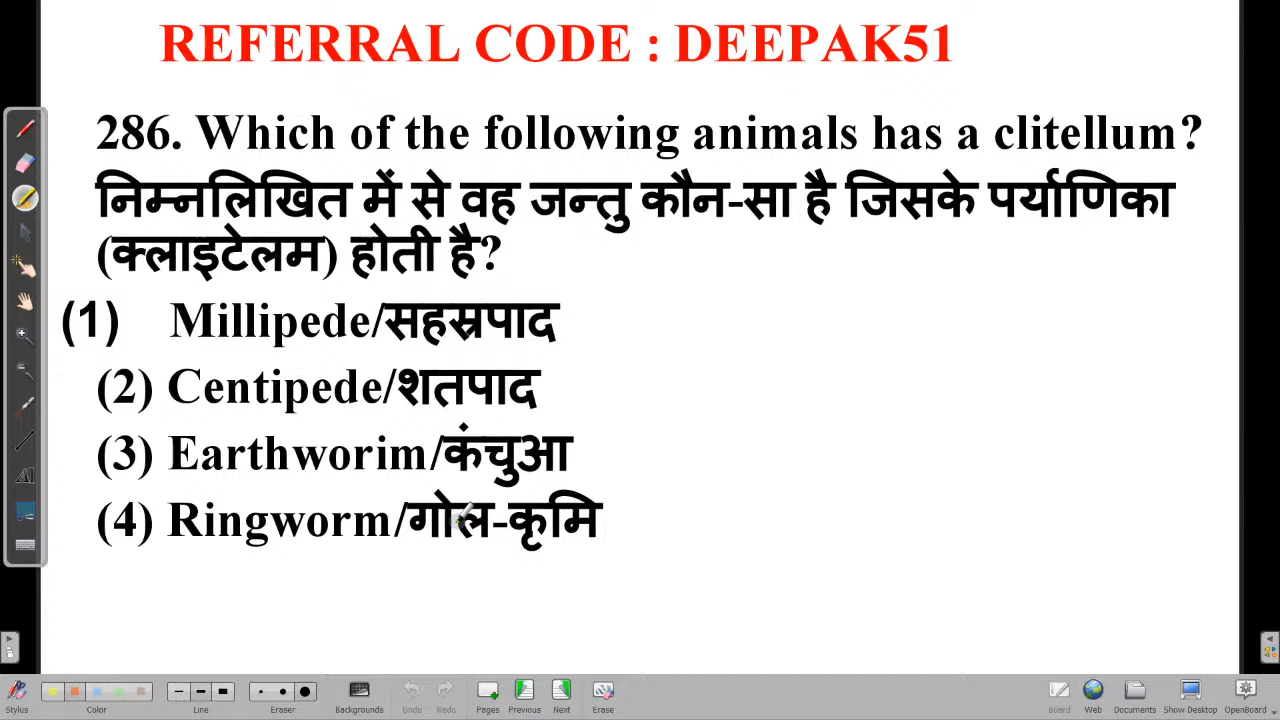 REFERRAL CODE : DEEPAK51
286. Which of the following animals has a clitellum?
निम्नलिखित में से वह जन्तु कौन-सा है जिसके पर्याणिका
(क्लाइटेलम) होती है?
(1) Millipede/सहस्रपाद
(2) Centipede/शतपाद
(3) Earthworim/कंचुआ
(4) Ringworm/गोल-कृमि
Stylus Color Line Eraser Backgrounds Undo Redo Pages Previous Next Erase Board Web Documents Show Desktop OpenBoard